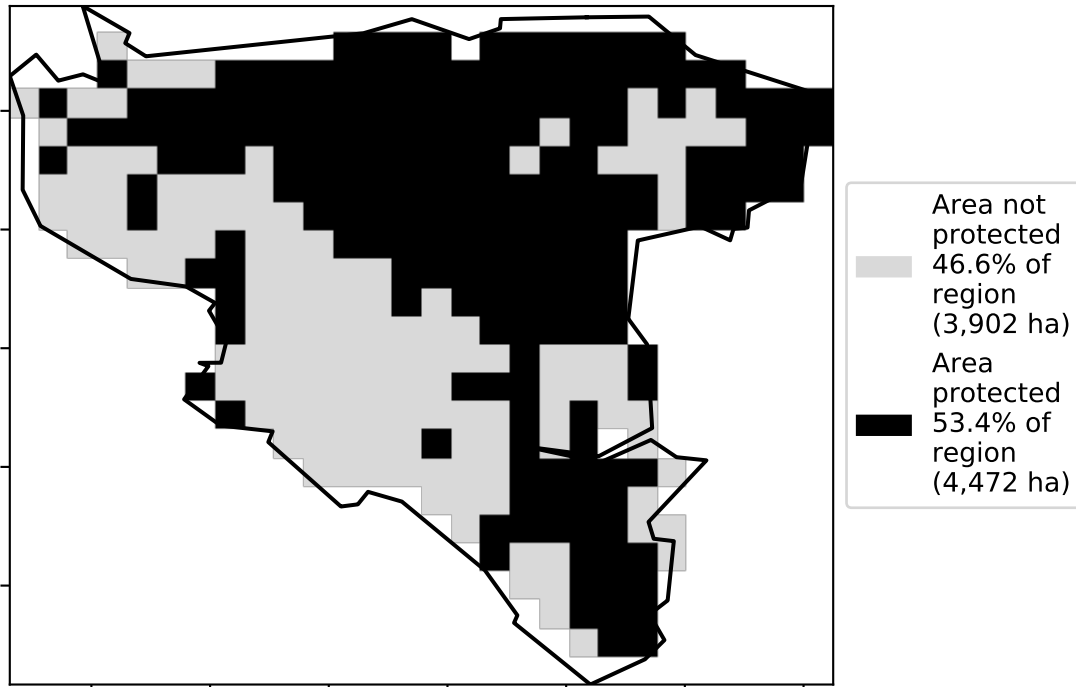 Area not
protected
46.6% of
region
(3,902 ha)
Area
protected
53.4% of
region
(4,472 ha)